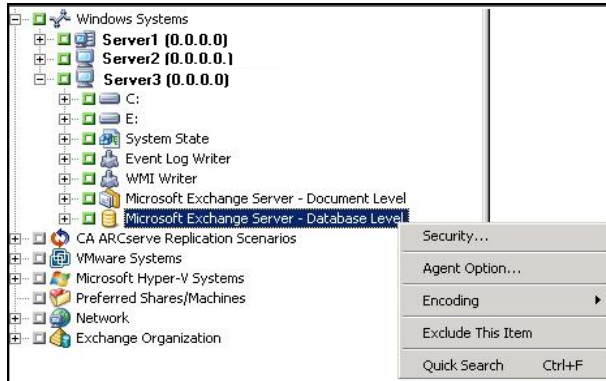 Windows Systems
Server1 (0.0.0.0)
Server2 (0.0.0.0.)
Server3 (0.0.0.0)
C:
E:
System State
Event Log Writer
WMI Writer
Microsoft Exchange Server - Document Level
Microsoft Exchange Server - Database Level
CA ARCserve Replication Scenarios
VMware Systems
Microsoft Hyper-V Systems
Preferred Shares/Machines
Network
Exchange Organization
Security...
Agent Option...
Encoding
Exclude This Item
Quick Search Ctrl+F